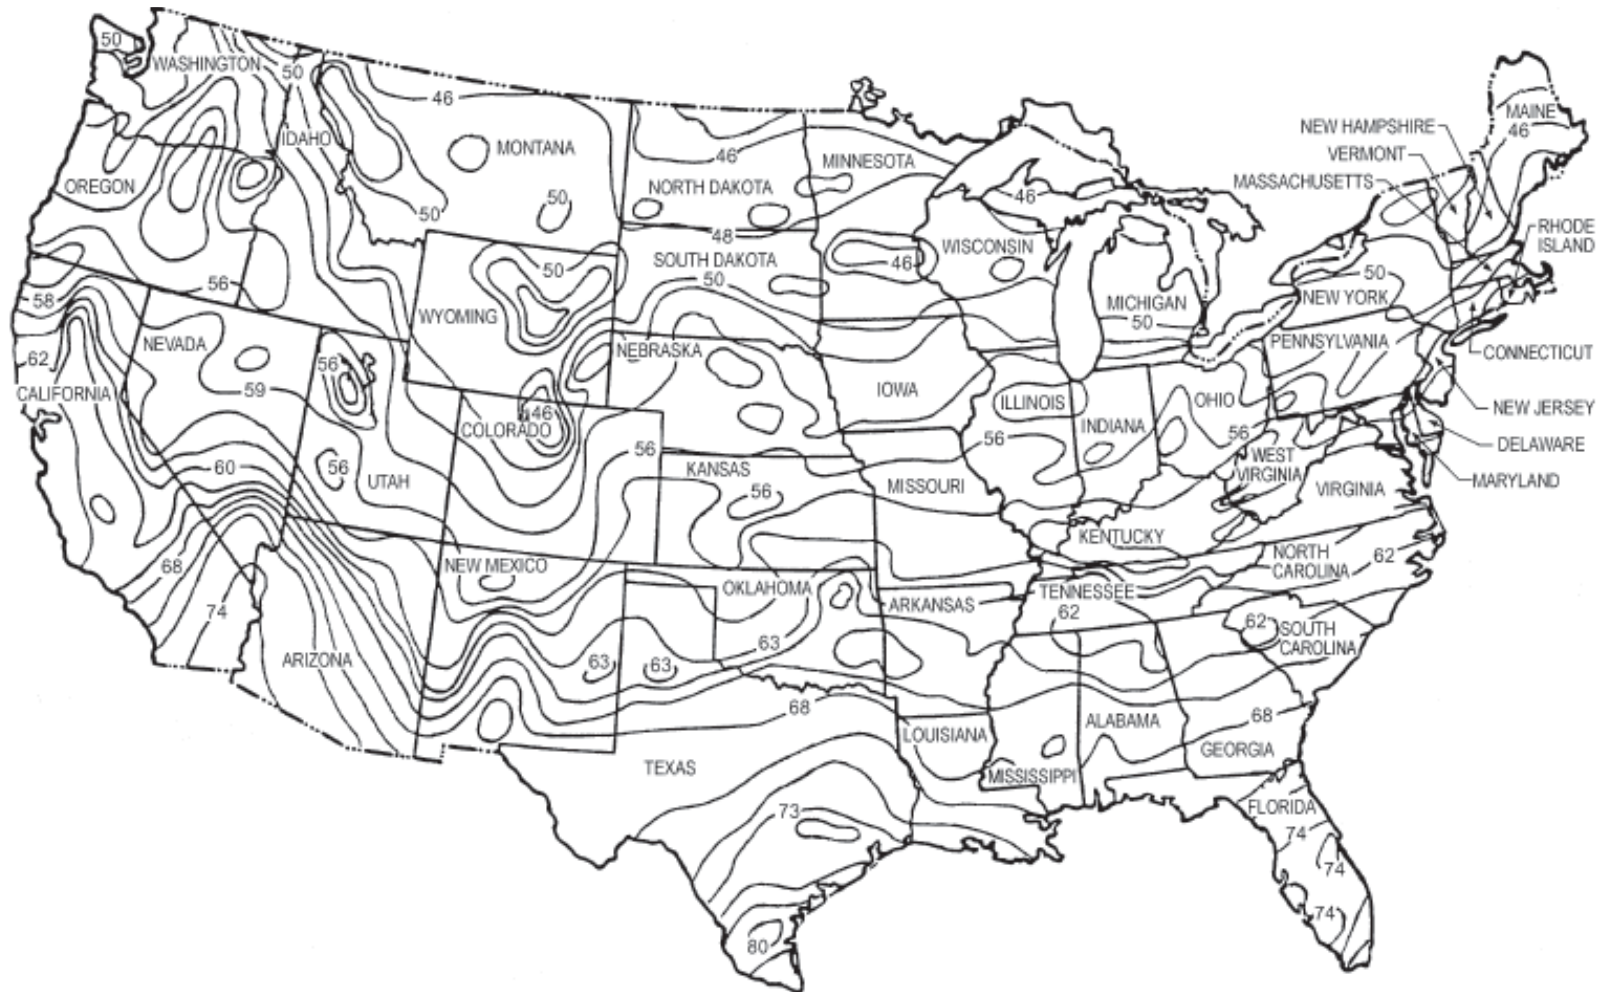 50
WASHINGTON
50
46
IDAHO
MONTANA
OREGON
50
50
46
NORTH DAKOTA
MINNESOTA
48
46
MAINE
46
NEW HAMPSHIRE
VERMONT
MASSACHUSETTS
RHODE
ISLAND
SOUTH DAKOTA
50
46
WISCONSIN
MICHIGAN
50
50
NEW YORK
56
58
50
WYOMING
62
CALIFORNIA
NEVADA
59
56
NEBRASKA
IOWA
ILLINOIS
56
INDIANA
OHIO
56
PENNSYLVANIA
CONNECTICUT
NEW JERSEY
DELAWARE
MARYLAND
46
COLORADO
60
56
UTAH
56
KANSAS
56
MISSOURI
WEST
VIRGINIA
VIRGINIA
KENTUCKY
68
74
ARIZONA
NEW MEXICO
63
63
OKLAHOMA
63
ARKANSAS
TENNESSEE
62
NORTH
CAROLINA
62
62
SOUTH
CAROLINA
68
TEXAS
73
80
LOUISIANA
MISSISSIPPI
ALABAMA
68
GEORGIA
FLORIDA
74
74
74